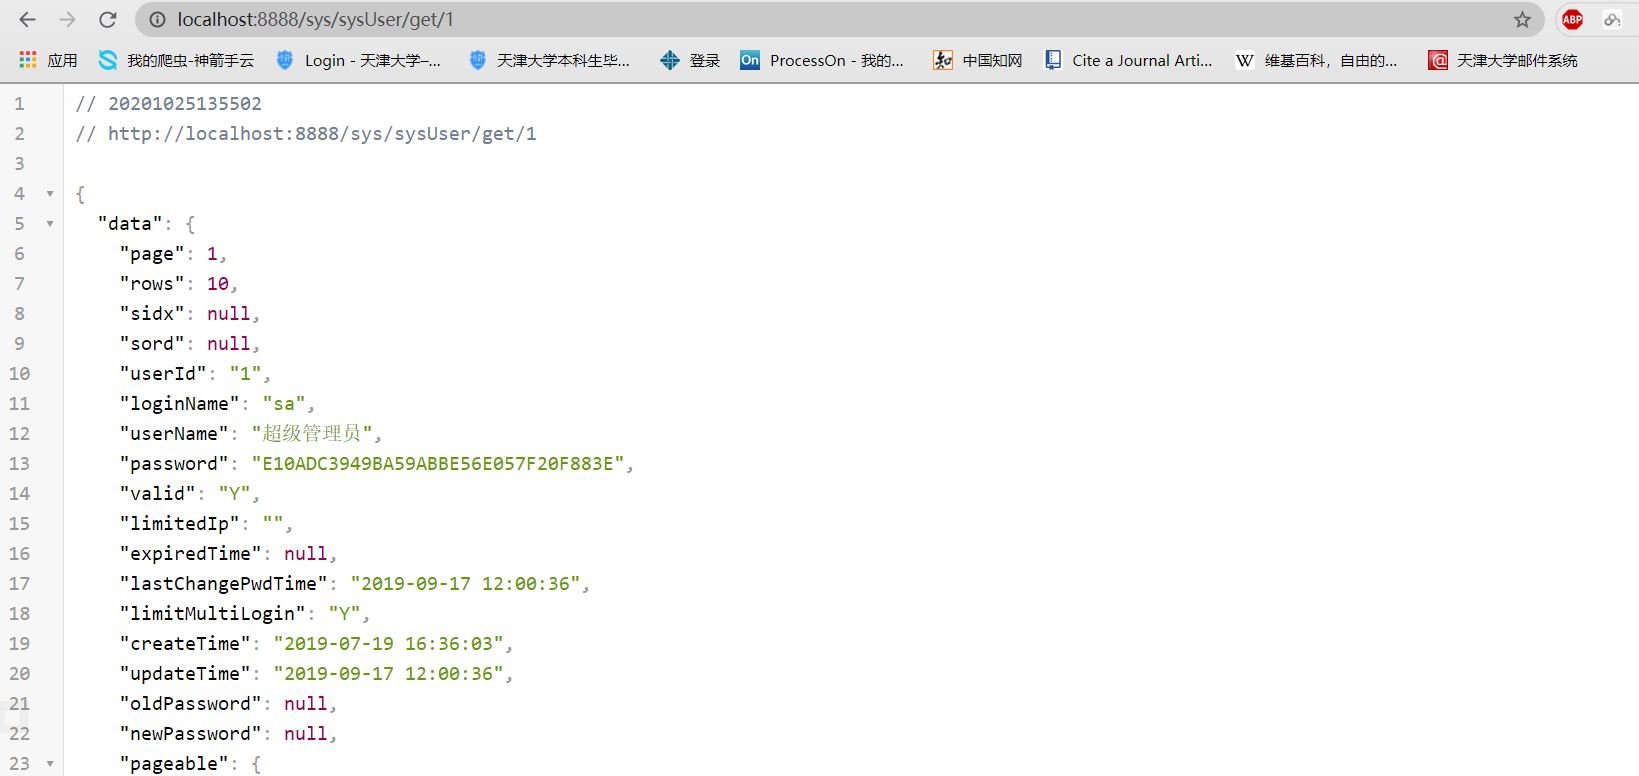 localhost:8888/sys/sysUser/get/1
ABP
应用 我的爬虫-神箭手云 Login - 天津大学–... 天津大学本科生毕... 登录 On ProcessOn - 我的... 中国知网 Cite a Journal Arti... W 维基百科，自由的... @ 天津大学邮件系统
1 // 20201025135502
2 // http://localhost:8888/sys/sysUser/get/1
3
4 {
5 "data": {
6 "page": 1,
7 "rows": 10,
8 "sidx": null,
9 "sord": null,
10 "userId": "1",
11 "loginName": "sa",
12 "userName": "超级管理员",
13 "password": "E10ADC3949BA59ABBE56E057F20F883E",
14 "valid": "Y",
15 "limitedIp": "",
16 "expiredTime": null,
17 "lastChangePwdTime": "2019-09-17 12:00:36",
18 "limitMultiLogin": "Y",
19 "createTime": "2019-07-19 16:36:03",
20 "updateTime": "2019-09-17 12:00:36",
21 "oldPassword": null,
22 "newPassword": null,
23 "pageable": {